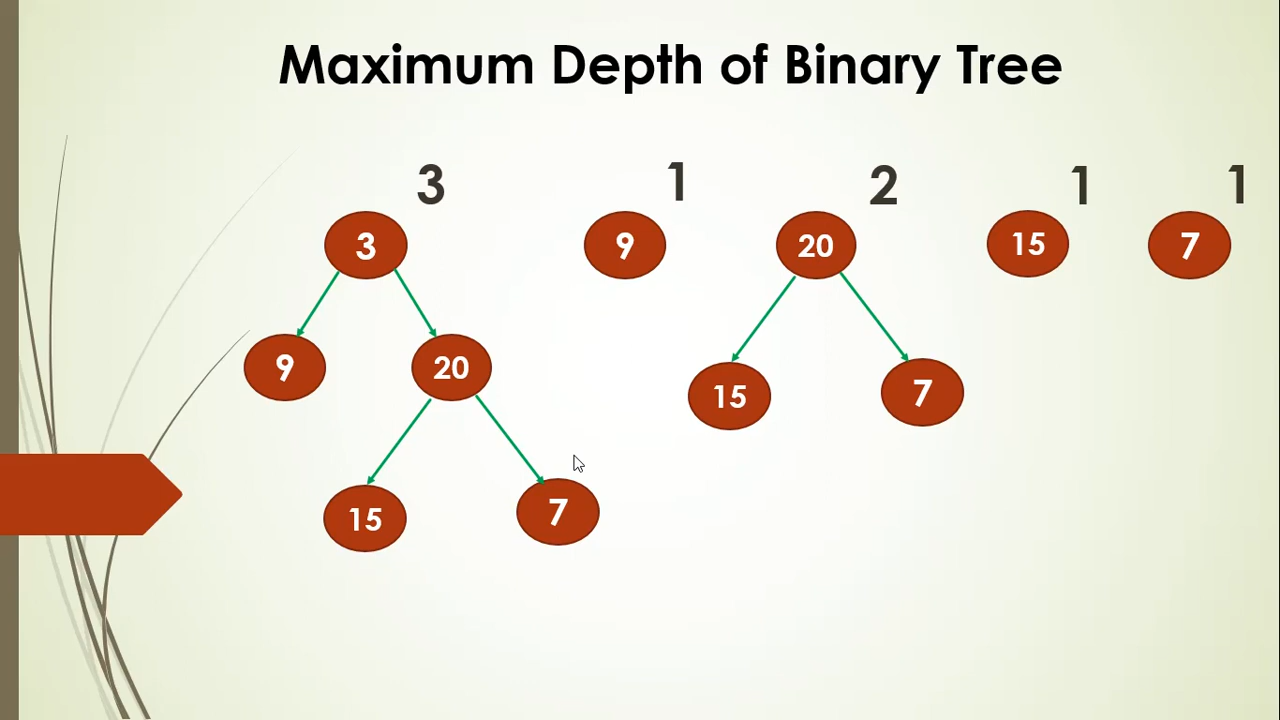 Maximum Depth of Binary Tree
3 1 2 1 1
3 9 20 15 7
9 20 15 7
15 7